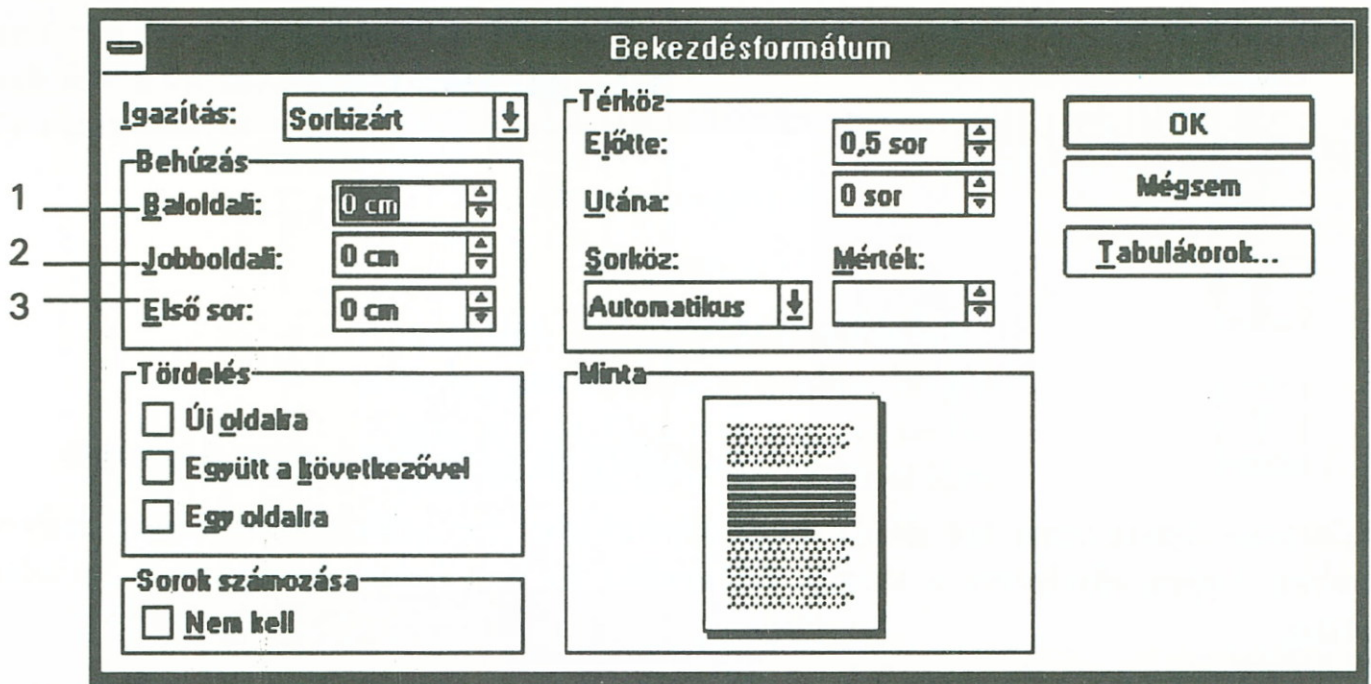 Bekezdésformátum
Igazítás: Sorkizárt
Behúzás
1 Baloldali: 0 cm
2 Jobboldali: 0 cm
3 Első sor: 0 cm
Tördelés
Új oldalra
Együtt a következővel
Egy oldalra
Sorok számozása
Nem kell
Térköz
Előtte: 0,5 sor
Utána: 0 sor
Sorköz: Mérték:
Automatikus
Minta
OK
Mégsem
Tabulátorok...